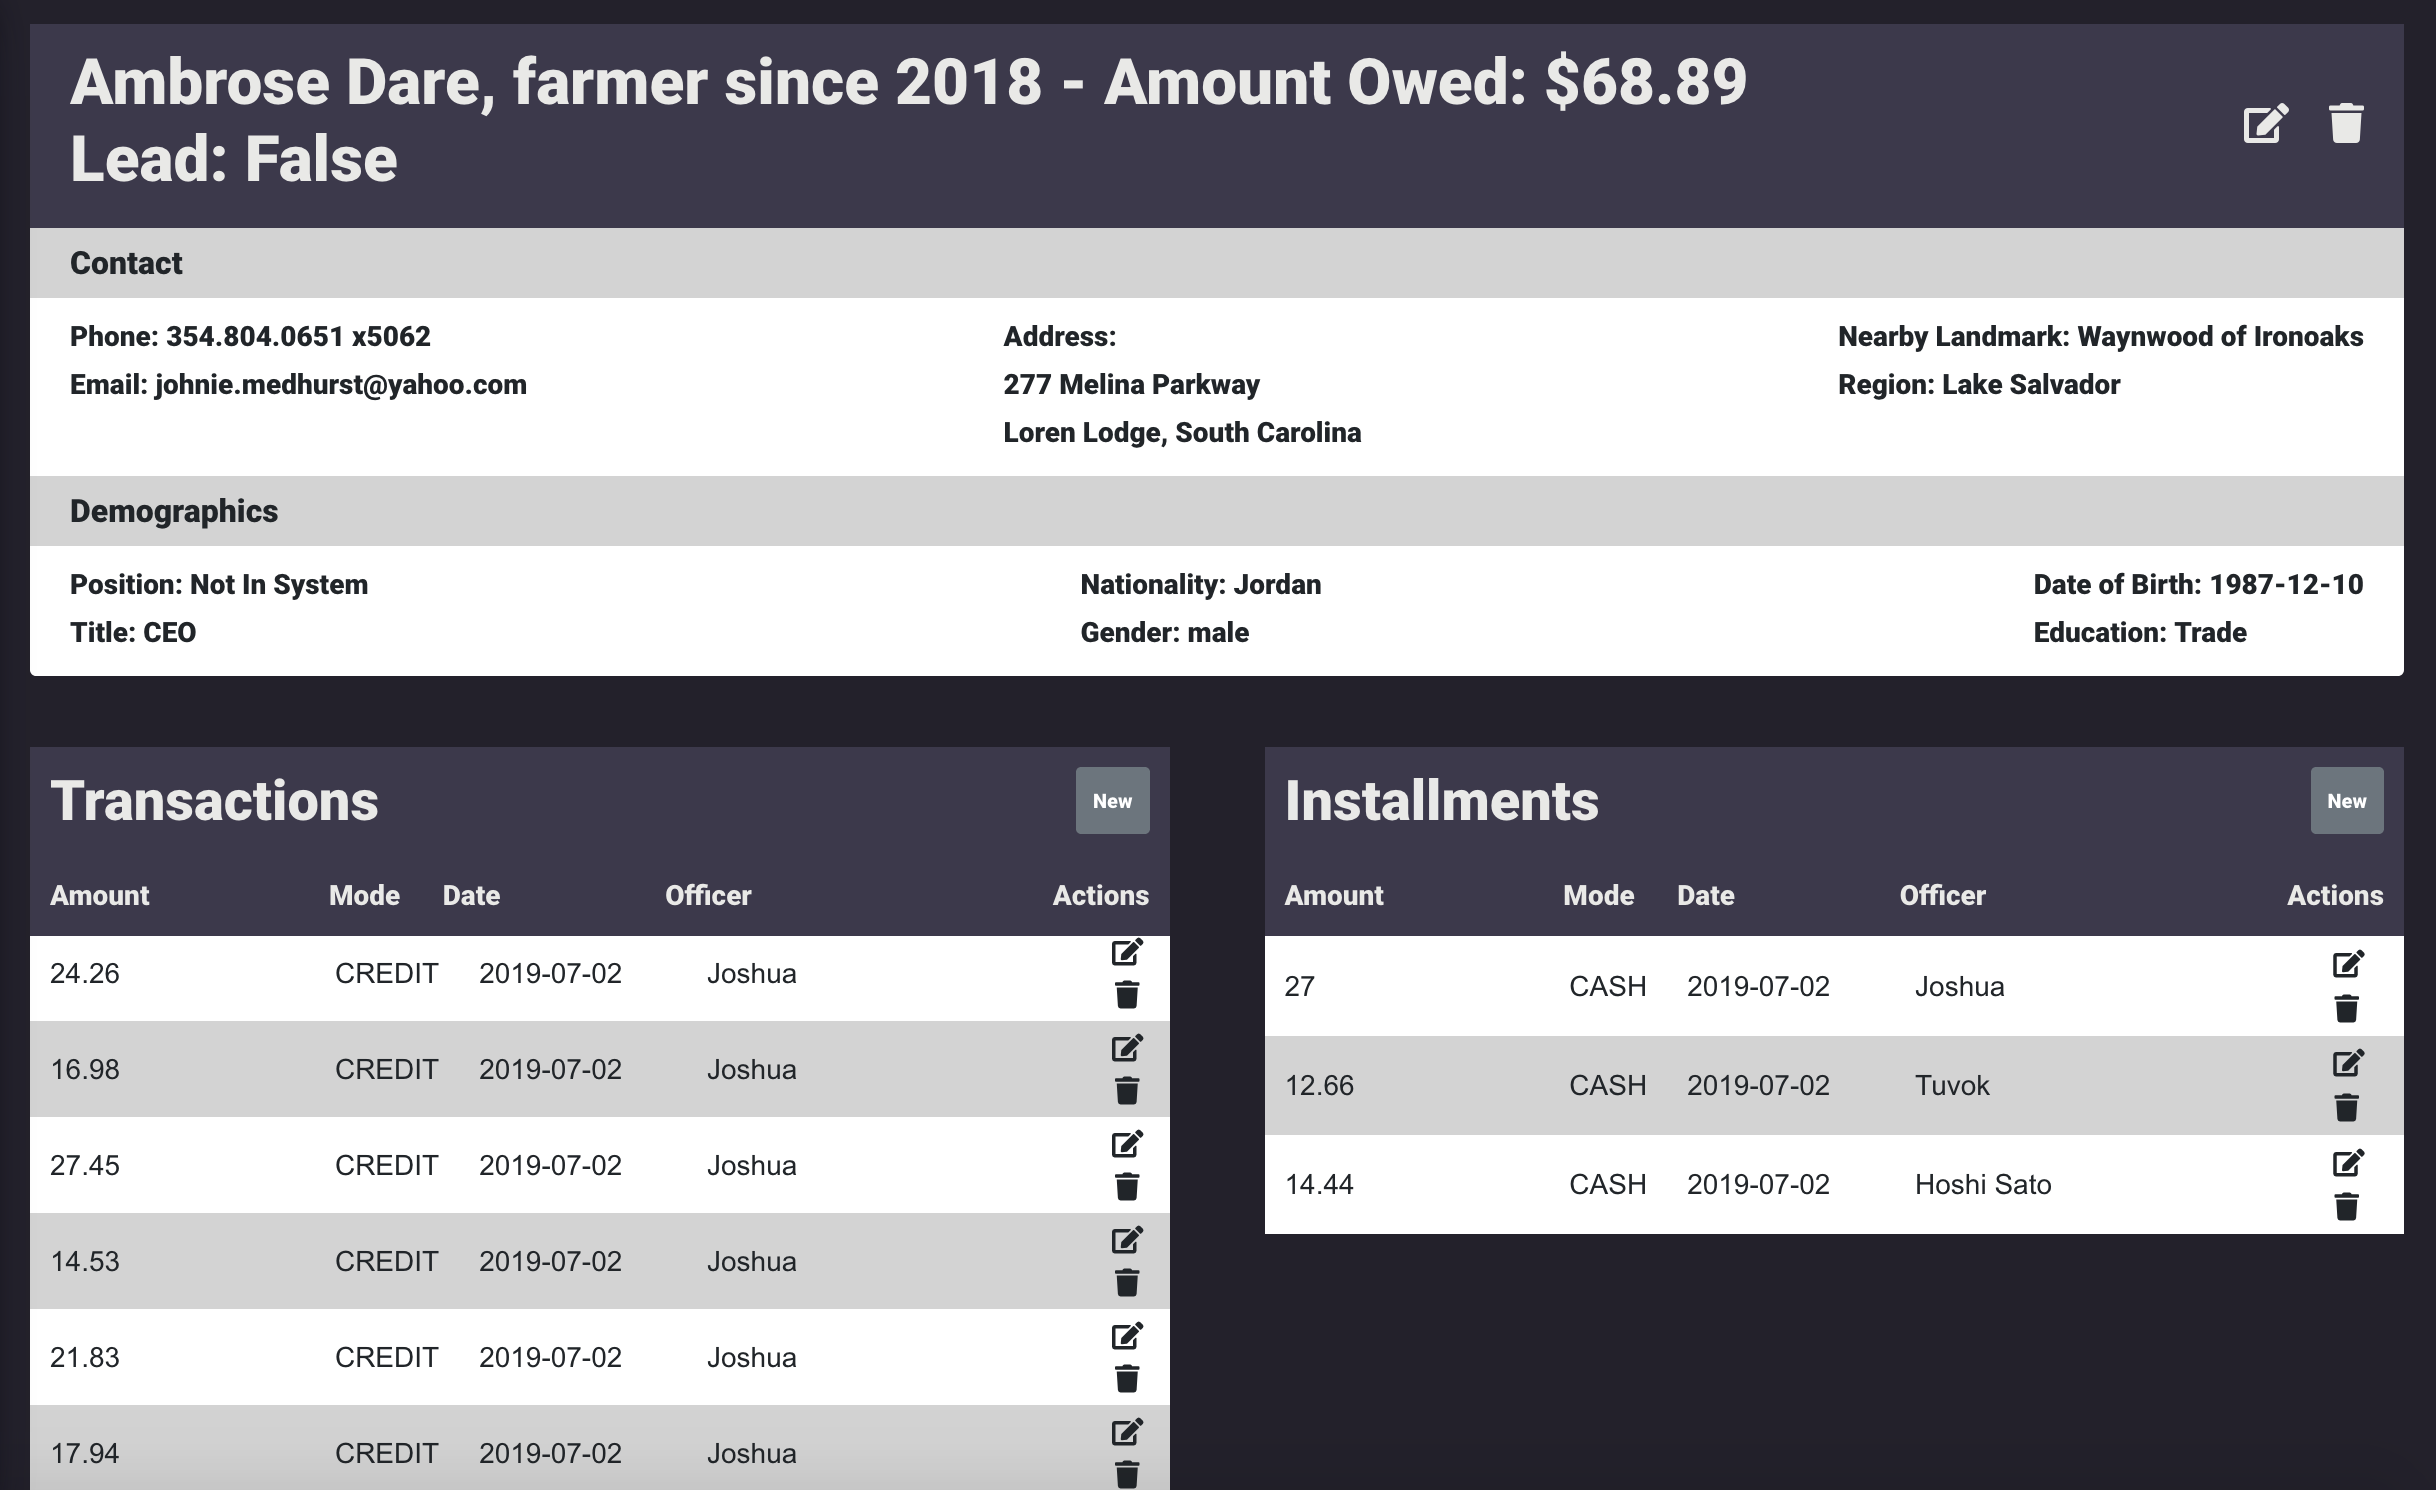 Ambrose Dare, farmer since 2018 - Amount Owed: $68.89
Lead: False
Contact
Phone: 354.804.0651 x5062
Email: johnie.medhurst@yahoo.com
Address:
277 Melina Parkway
Loren Lodge, South Carolina
Nearby Landmark: Waynwood of Ironoaks
Region: Lake Salvador
Demographics
Position: Not In System
Title: CEO
Nationality: Jordan
Gender: male
Date of Birth: 1987-12-10
Education: Trade
Transactions New
Amount Mode Date Officer Actions
24.26 CREDIT 2019-07-02 Joshua
16.98 CREDIT 2019-07-02 Joshua
27.45 CREDIT 2019-07-02 Joshua
14.53 CREDIT 2019-07-02 Joshua
21.83 CREDIT 2019-07-02 Joshua
17.94 CREDIT 2019-07-02 Joshua
Installments New
Amount Mode Date Officer Actions
27 CASH 2019-07-02 Joshua
12.66 CASH 2019-07-02 Tuvok
14.44 CASH 2019-07-02 Hoshi Sato